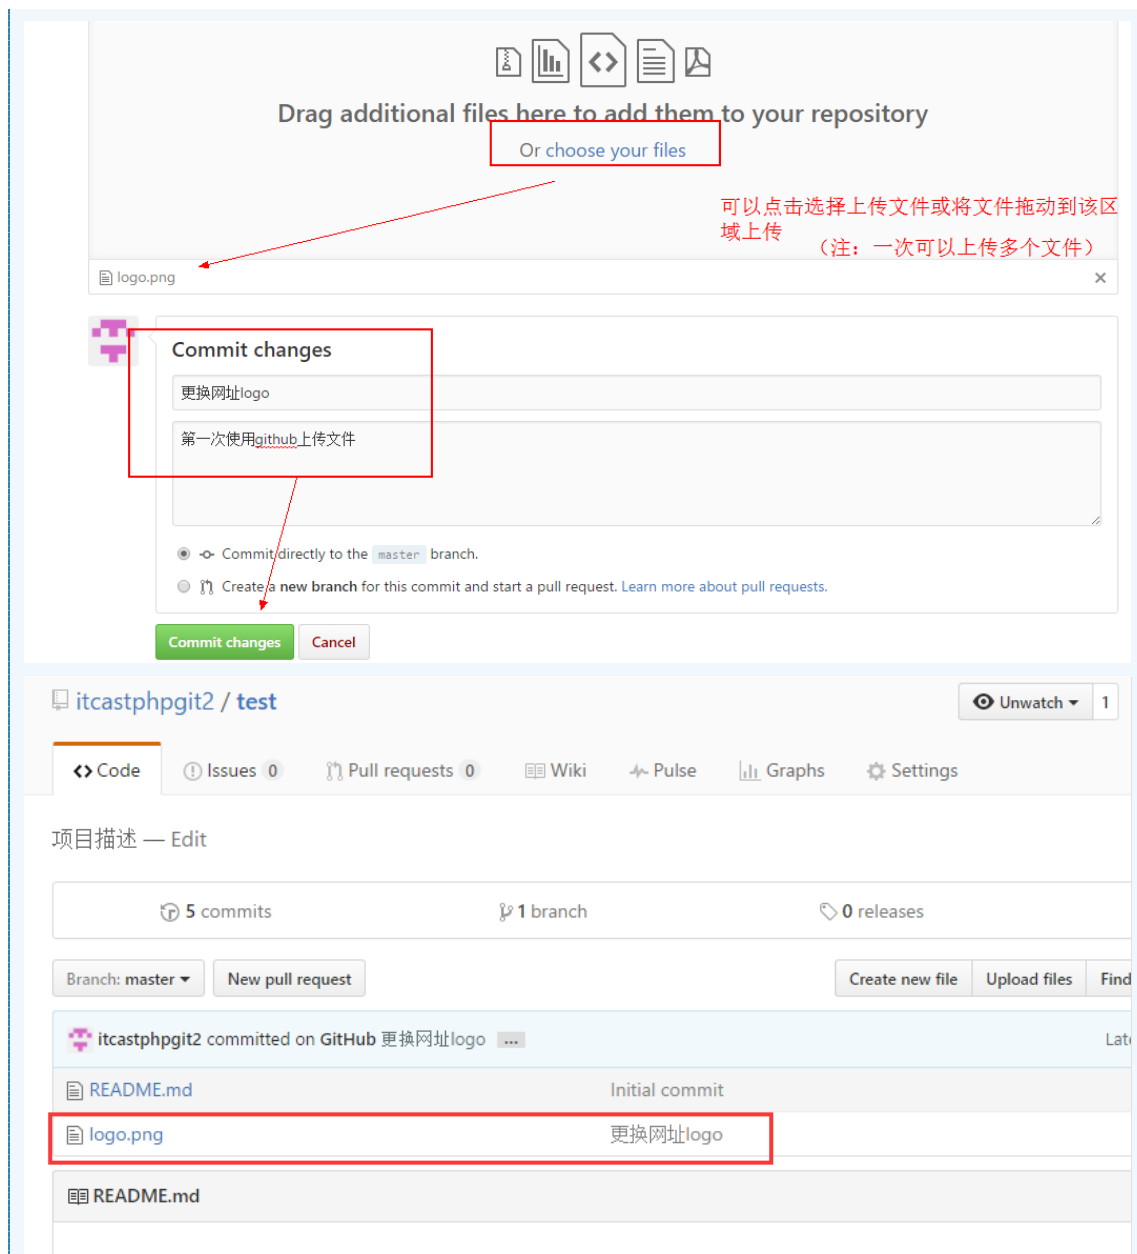 Drag additional files here to add them to your repository
Or choose your files
可以点击选择上传文件或将文件拖动到该区
域上传
（注：一次可以上传多个文件）
logo.png
Commit changes
更换网址logo
第一次使用github上传文件
Commit directly to the master branch.
Create a new branch for this commit and start a pull request. Learn more about pull requests.
Commit changes Cancel
itcastphpgit2 / test
Unwatch 1
Code Issues 0 Pull requests 0 Wiki Pulse Graphs Settings
项目描述 — Edit
5 commits 1 branch 0 releases
Branch: master New pull request Create new file Upload files Find
itcastphpgit2 committed on GitHub 更换网址logo ... Late
README.md Initial commit
logo.png 更换网址logo
README.md